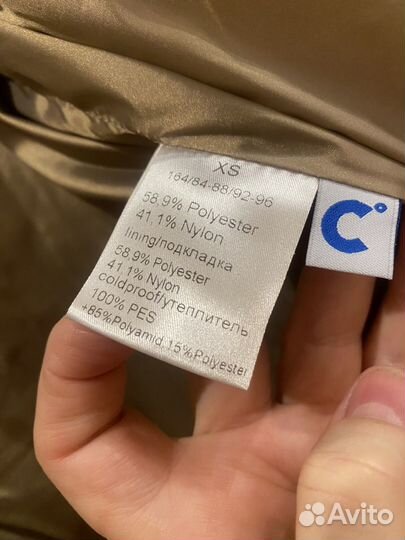 XS
164/84-88/92-96
58,9% Polyester
41,1% Nylon
lining/подкладка
58,9% Polyester
41,1% Nylon
coldproof/утеплитель
100% PES
+85%Polyamid 15%Polyester
C°
Avito